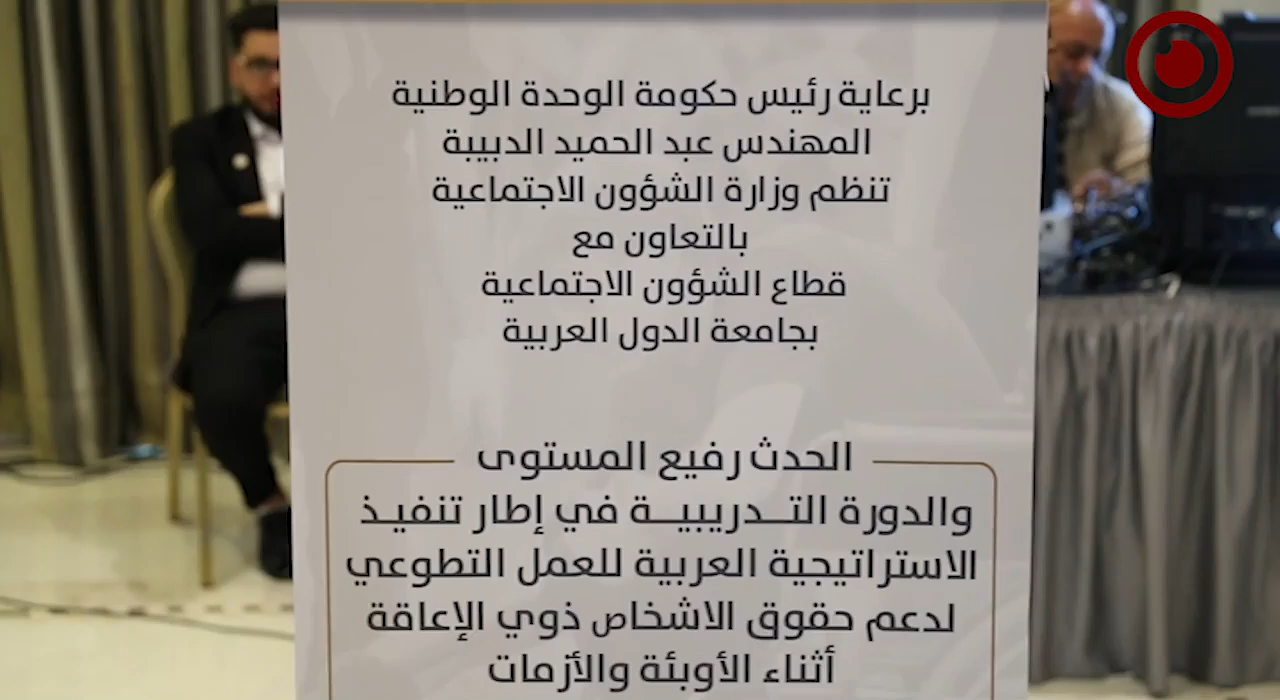 برعاية رئيس حكومة الوحدة الوطنية
المهندس عبد الحميد الدبيبة
تنظم وزارة الشؤون الاجتماعية
بالتعاون مع
قطاع الشؤون الاجتماعية
بجامعة الدول العربية
الحدث رفيع المستوى
والدورة التـــدريبيـــة في إطار تنفيـذ
الاستراتيجية العربية للعمل التطوعي
لدعم حقوق الاشخاص ذوي الإعاقة
أثناء الأوبئة والأزمات